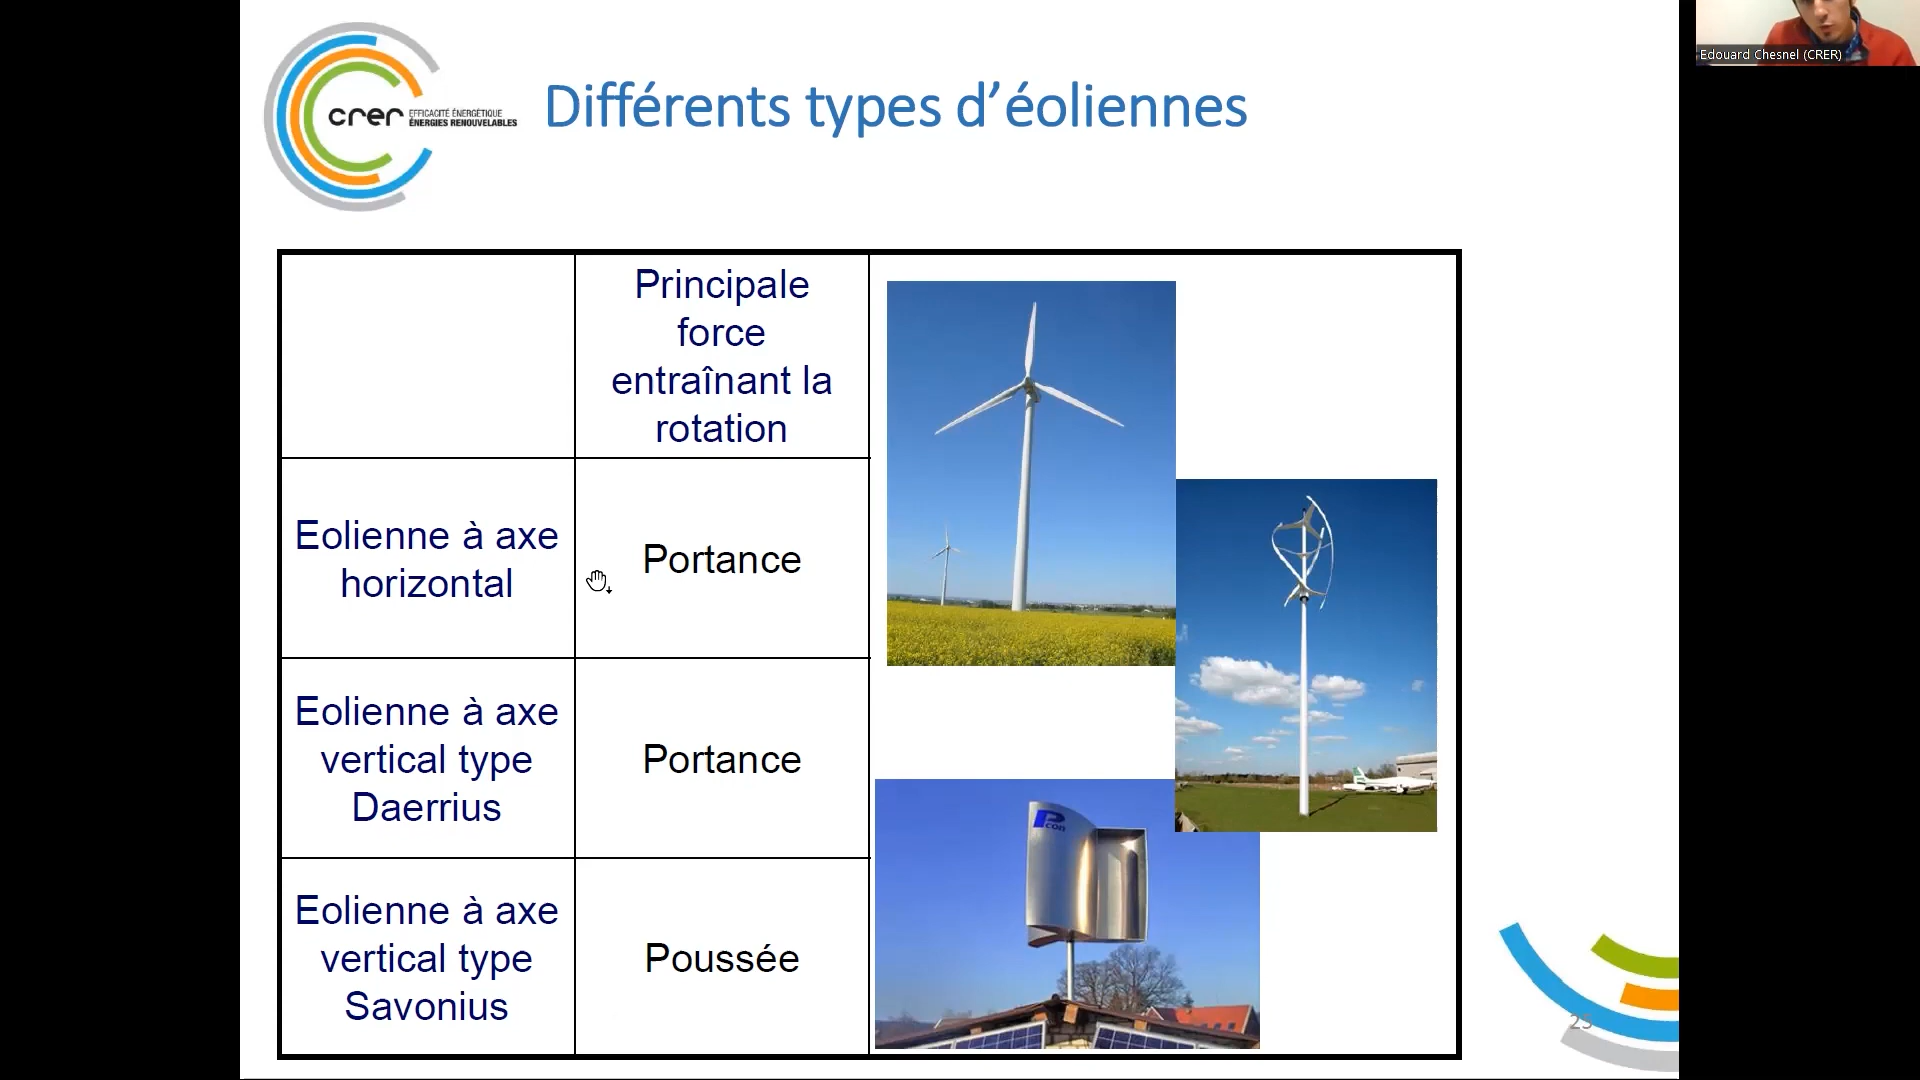 Edouard Chesnel (CRER)
crer
EFFICACITÉ ÉNERGÉTIQUE
ÉNERGIES RENOUVELABLES
Différents types d’éoliennes
Principale
force
entraînant la
rotation
Eolienne à axe
horizontal
Portance
Eolienne à axe
vertical type
Daerrius
Portance
Eolienne à axe
vertical type
Savonius
Poussée
Pcon